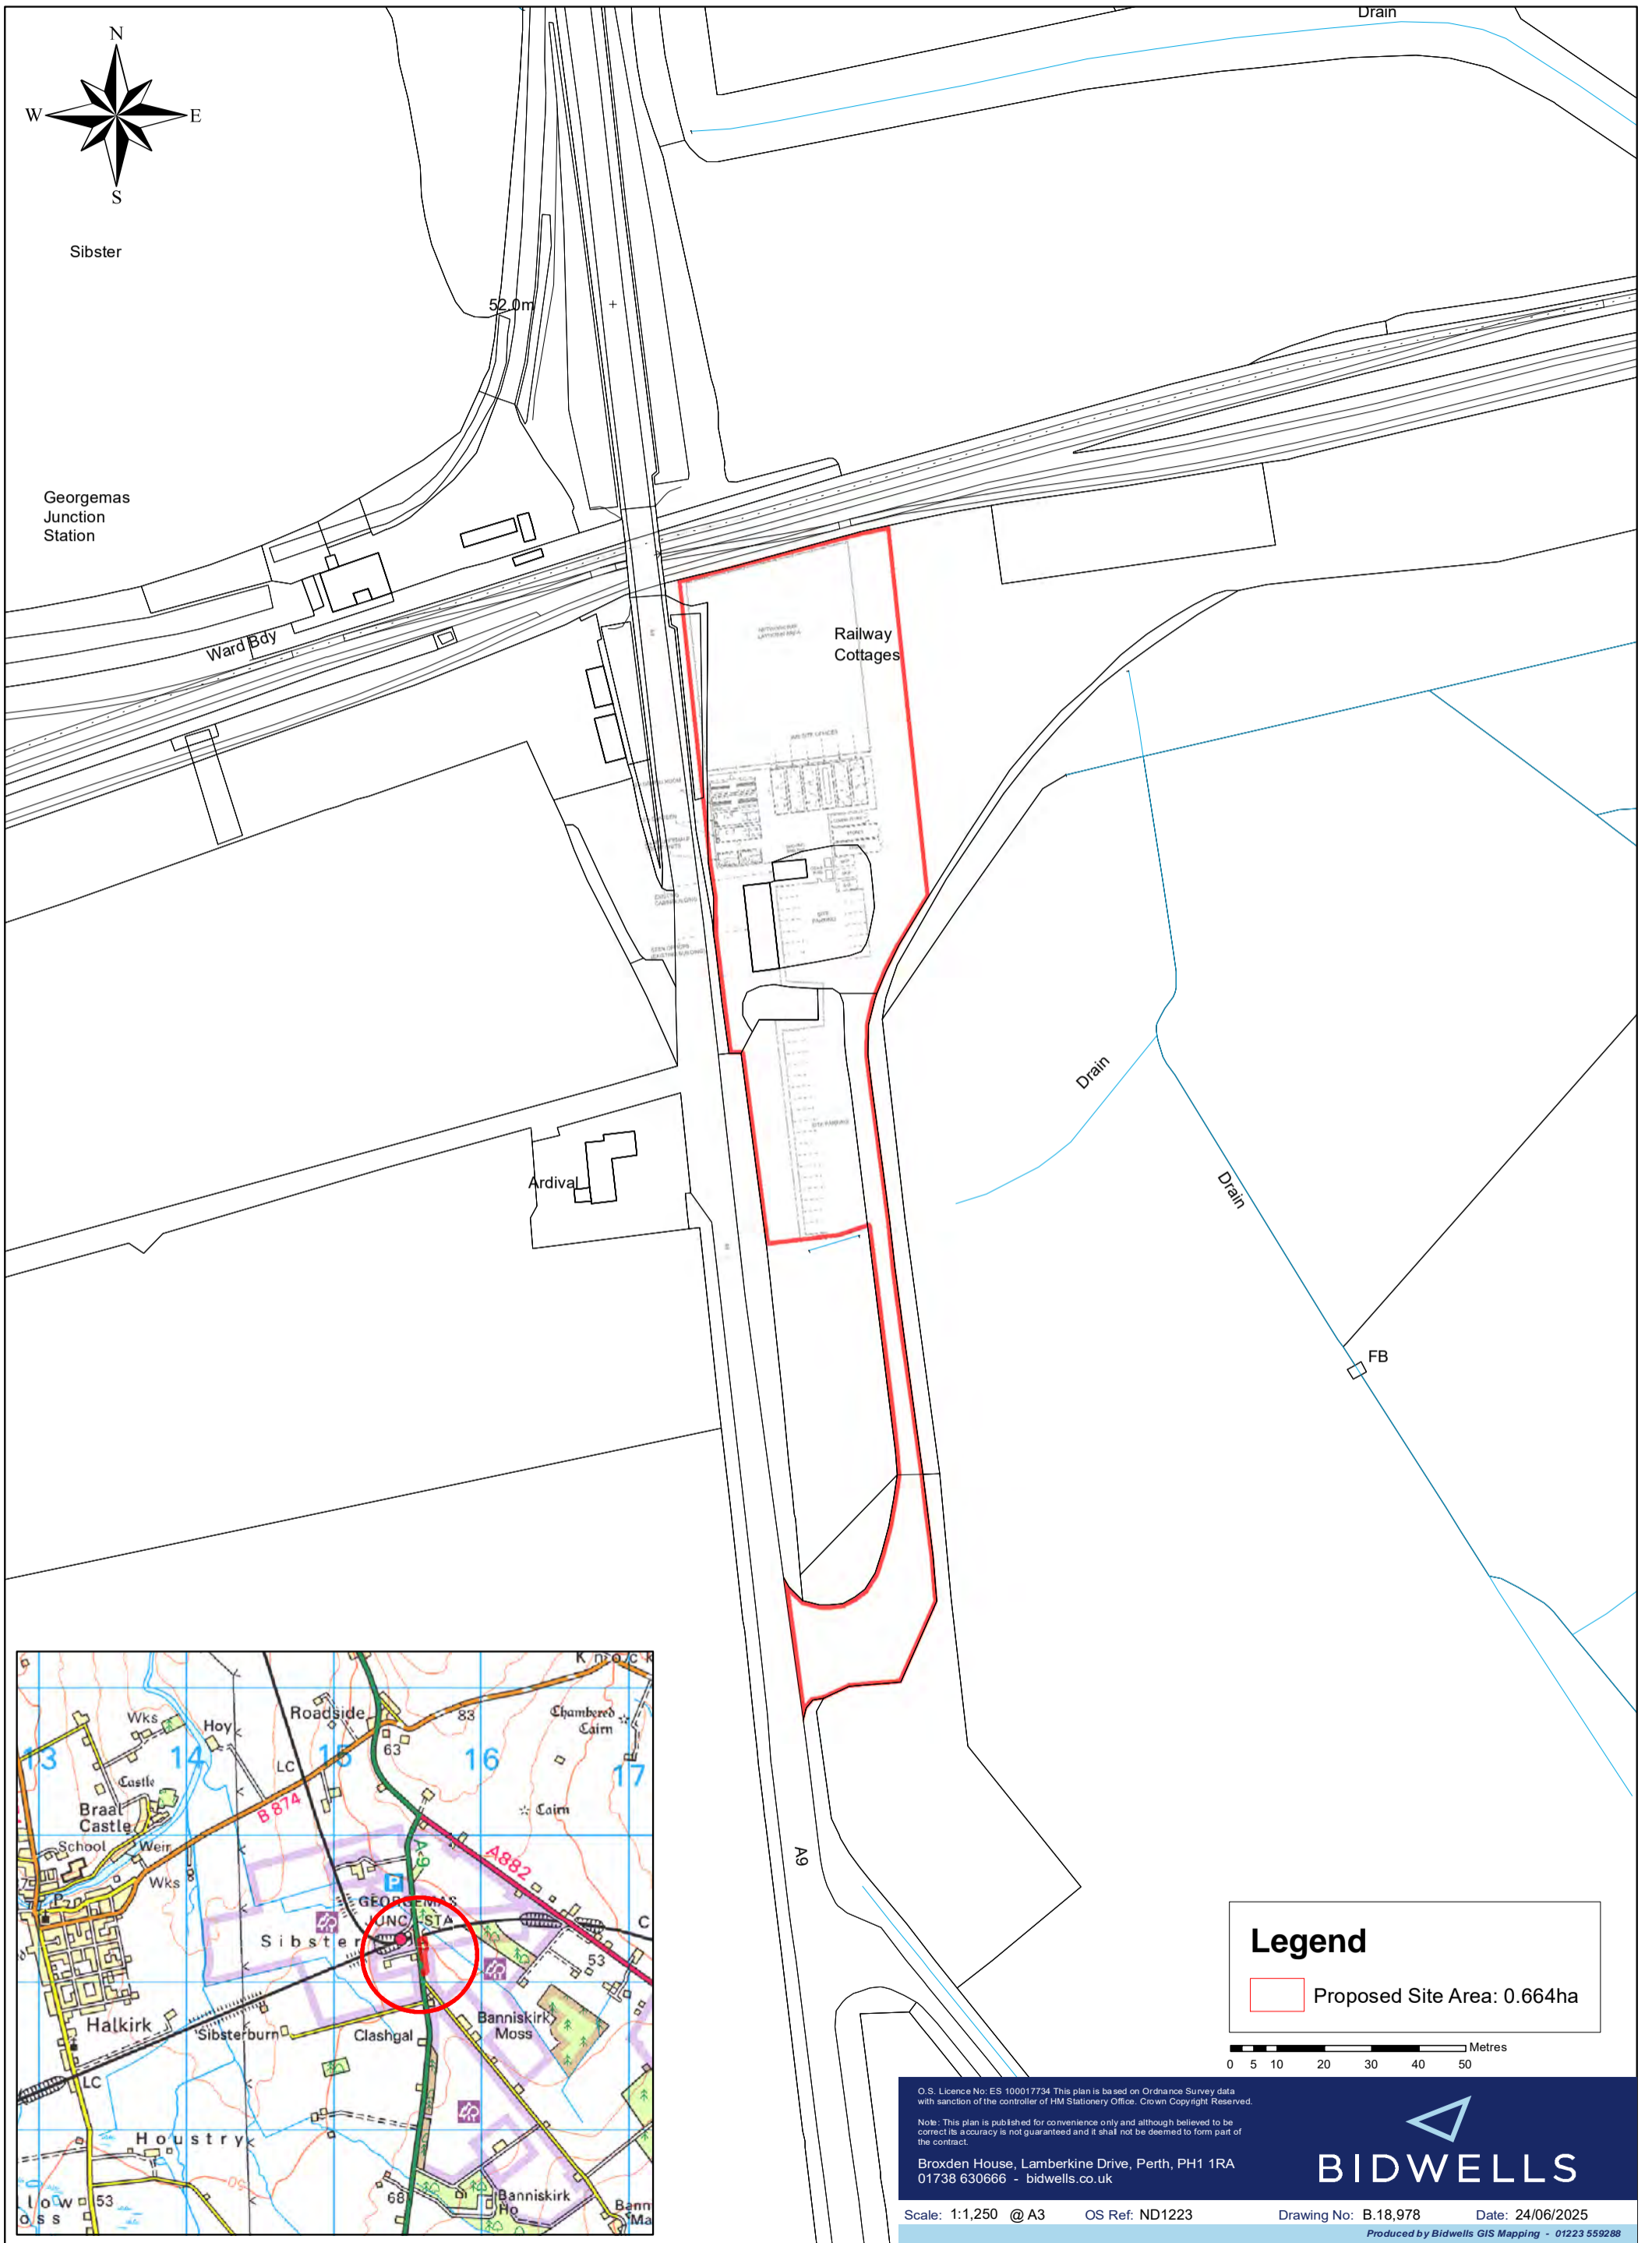 Drain
N
W
E
S
Sibster
52.0m
Georgemas
Junction
Station
Ward Bdy
Railway
Cottages
SITE
PARKING
SITE PARKING
Drain
Drain
Ardival
FB
A9
Knock
Wks
Hoy
Roadside
83
Chambered
Cairn
13
14
15
16
17
63
LC
Castle
Braal
Castle
B 874
Cairn
School
Weir
Wks
A 9
A882
P
GEORGEMAS
JUNC STA
Sibster
53
Halkirk
Sibsterburn
Clashgal
Banniskirk
Moss
LC
Houstry
50
53
68
Banniskirk
Ho
Legend
Proposed Site Area: 0.664ha
Metres
0 5 10 20 30 40 50
O.S. Licence No: ES 100017734 This plan is based on Ordnance Survey data
with sanction of the controller of HM Stationery Office. Crown Copyright Reserved.
Note: This plan is published for convenience only and although believed to be
correct its accuracy is not guaranteed and it shall not be deemed to form part of
the contract.
Broxden House, Lamberkine Drive, Perth, PH1 1RA
01738 630666 - bidwells.co.uk
BIDWELLS
Scale: 1:1,250 @ A3 OS Ref: ND1223 Drawing No: B.18,978 Date: 24/06/2025
Produced by Bidwells GIS Mapping - 01223 559288